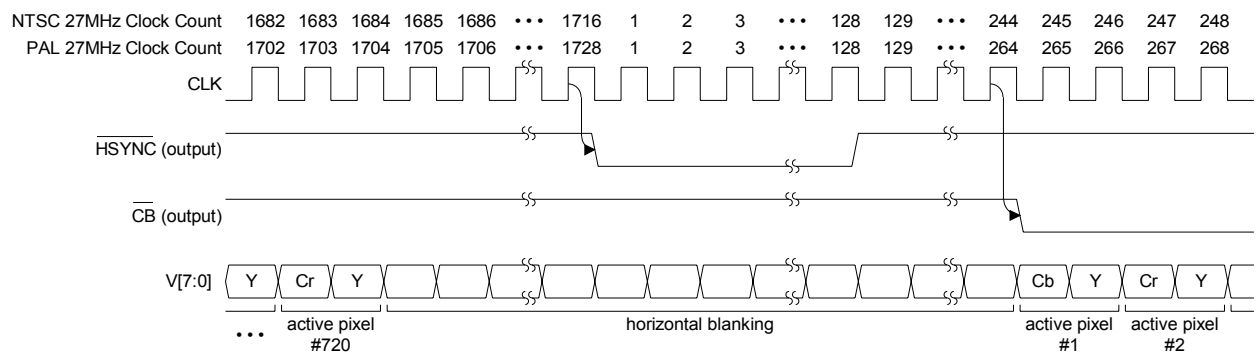 NTSC 27MHz Clock Count 1682 1683 1684 1685 1686 ••• 1716 1 2 3 ••• 128 129 ••• 244 245 246 247 248
PAL 27MHz Clock Count 1702 1703 1704 1705 1706 ••• 1728 1 2 3 ••• 128 129 ••• 264 265 266 267 268
CLK
HSYNC (output)
CB (output)
V[7:0] Y Cr Y Cb Y Cr Y
••• active pixel #720 horizontal blanking active pixel #1 active pixel #2